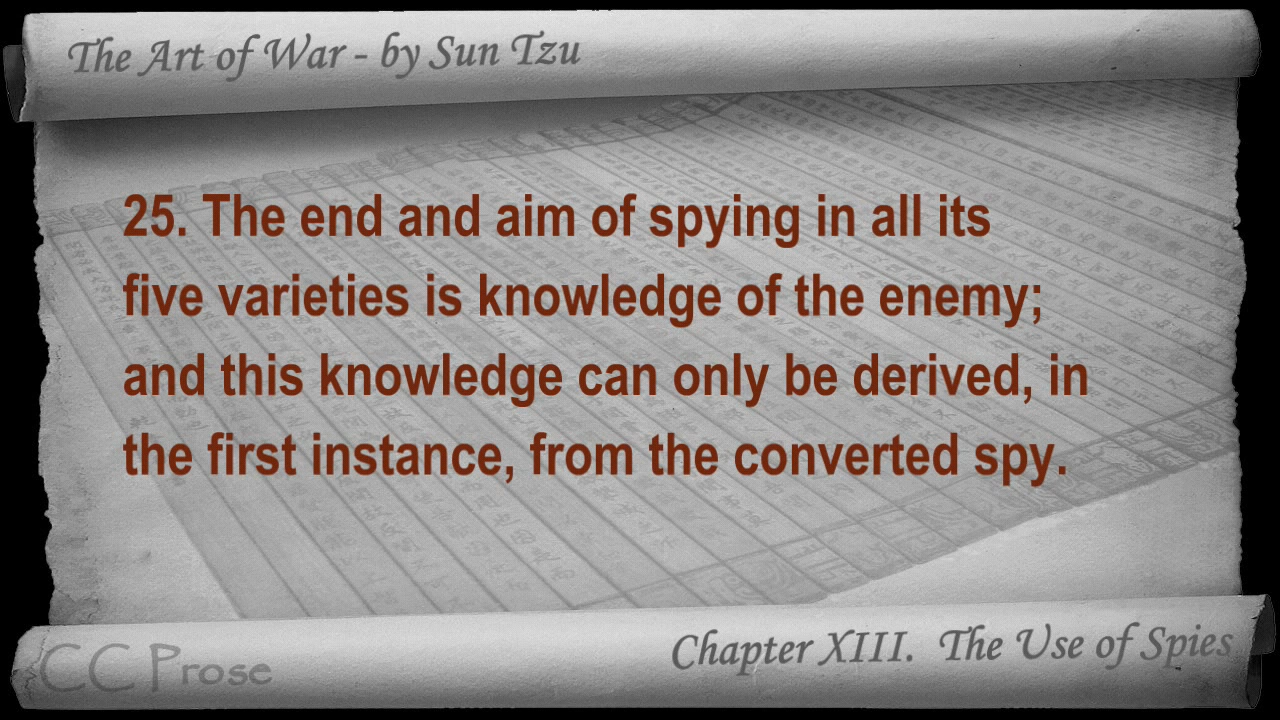 The Art of War - by Sun Tzu
25. The end and aim of spying in all its
five varieties is knowledge of the enemy;
and this knowledge can only be derived, in
the first instance, from the converted spy.
CC Prose
Chapter XIII. The Use of Spies